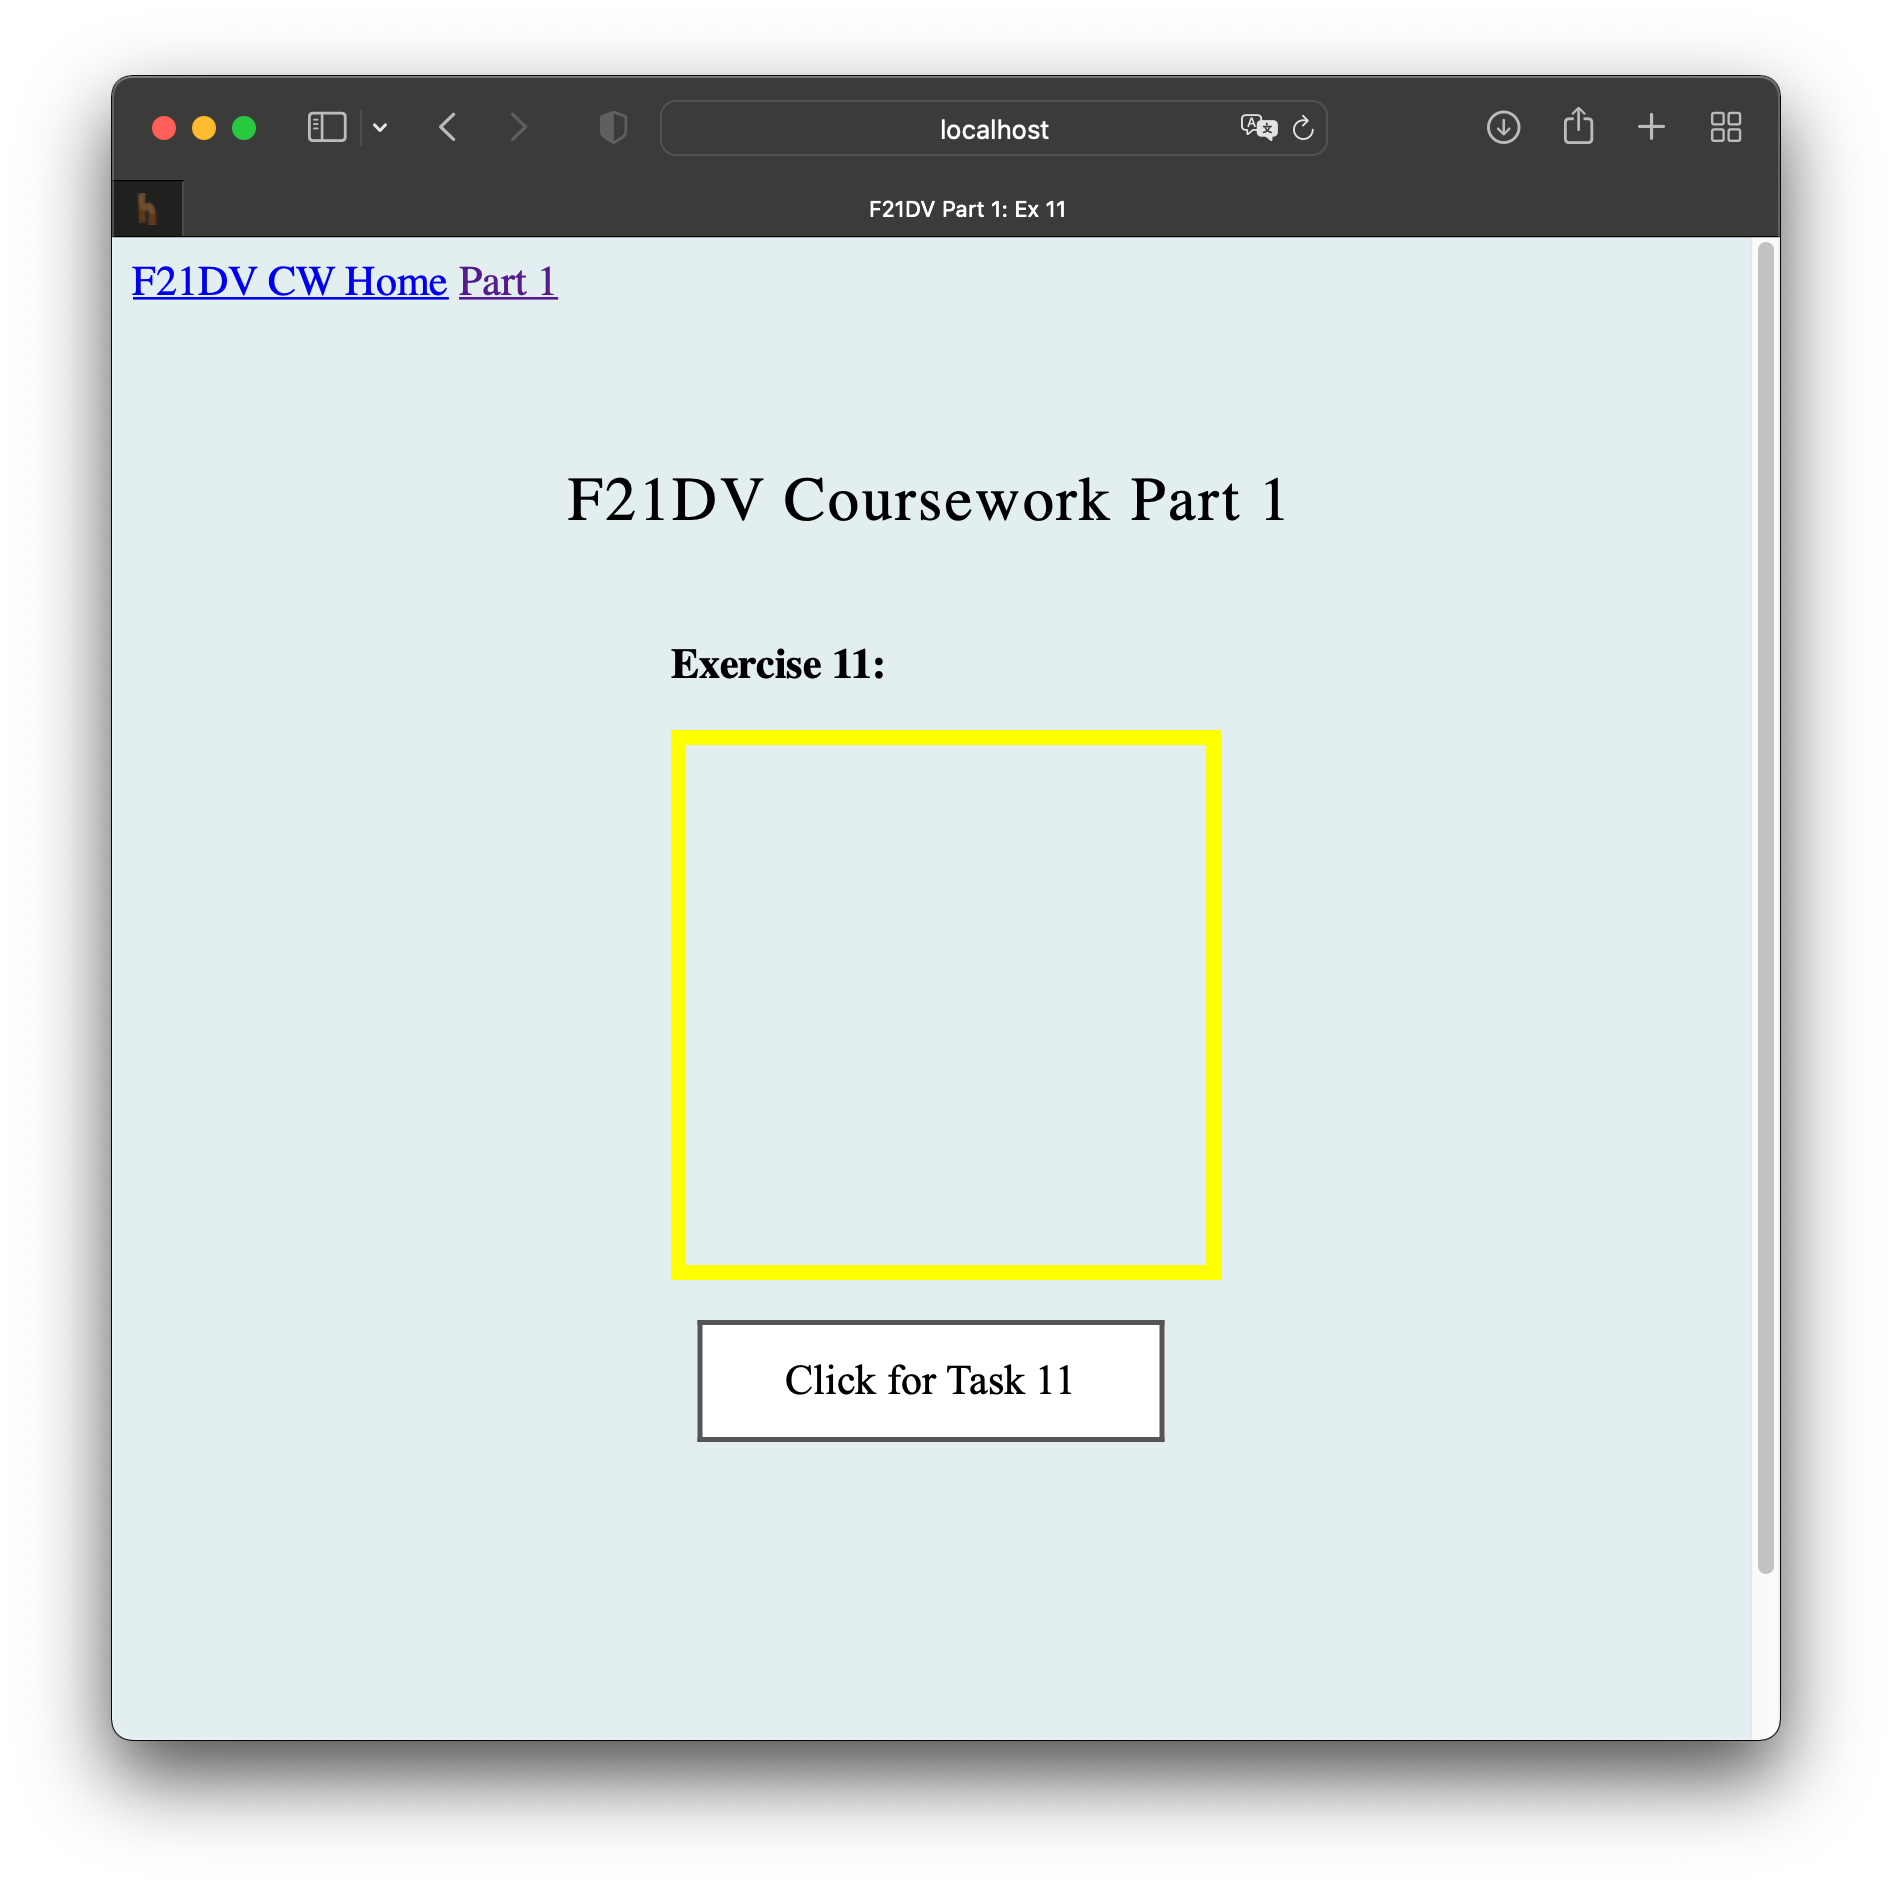 localhost
F21DV Part 1: Ex 11
F21DV CW Home Part 1
F21DV Coursework Part 1
Exercise 11:
Click for Task 11